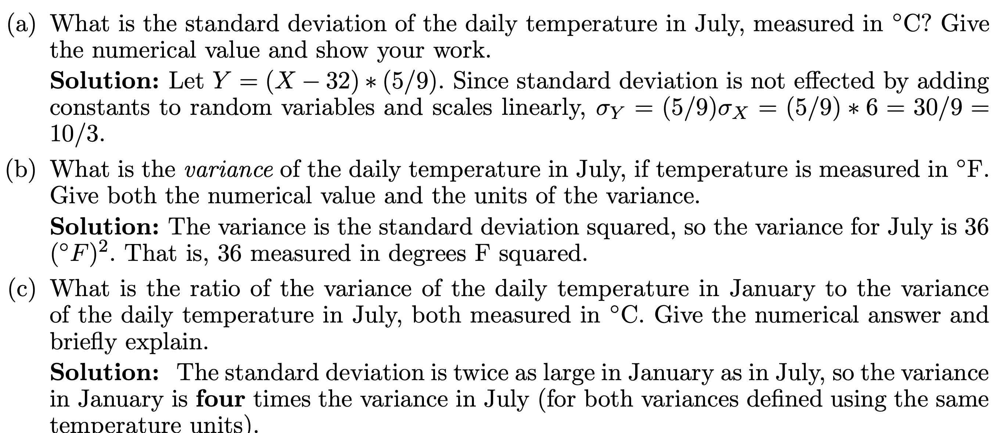 (a) What is the standard deviation of the daily temperature in July, measured in °C? Give
the numerical value and show your work.
Solution: Let Y = (X − 32) ∗ (5/9). Since standard deviation is not effected by adding
constants to random variables and scales linearly, σ_Y = (5/9)σ_X = (5/9) ∗ 6 = 30/9 =
10/3.
(b) What is the variance of the daily temperature in July, if temperature is measured in °F.
Give both the numerical value and the units of the variance.
Solution: The variance is the standard deviation squared, so the variance for July is 36
(°F)². That is, 36 measured in degrees F squared.
(c) What is the ratio of the variance of the daily temperature in January to the variance
of the daily temperature in July, both measured in °C. Give the numerical answer and
briefly explain.
Solution: The standard deviation is twice as large in January as in July, so the variance
in January is four times the variance in July (for both variances defined using the same
temperature units).